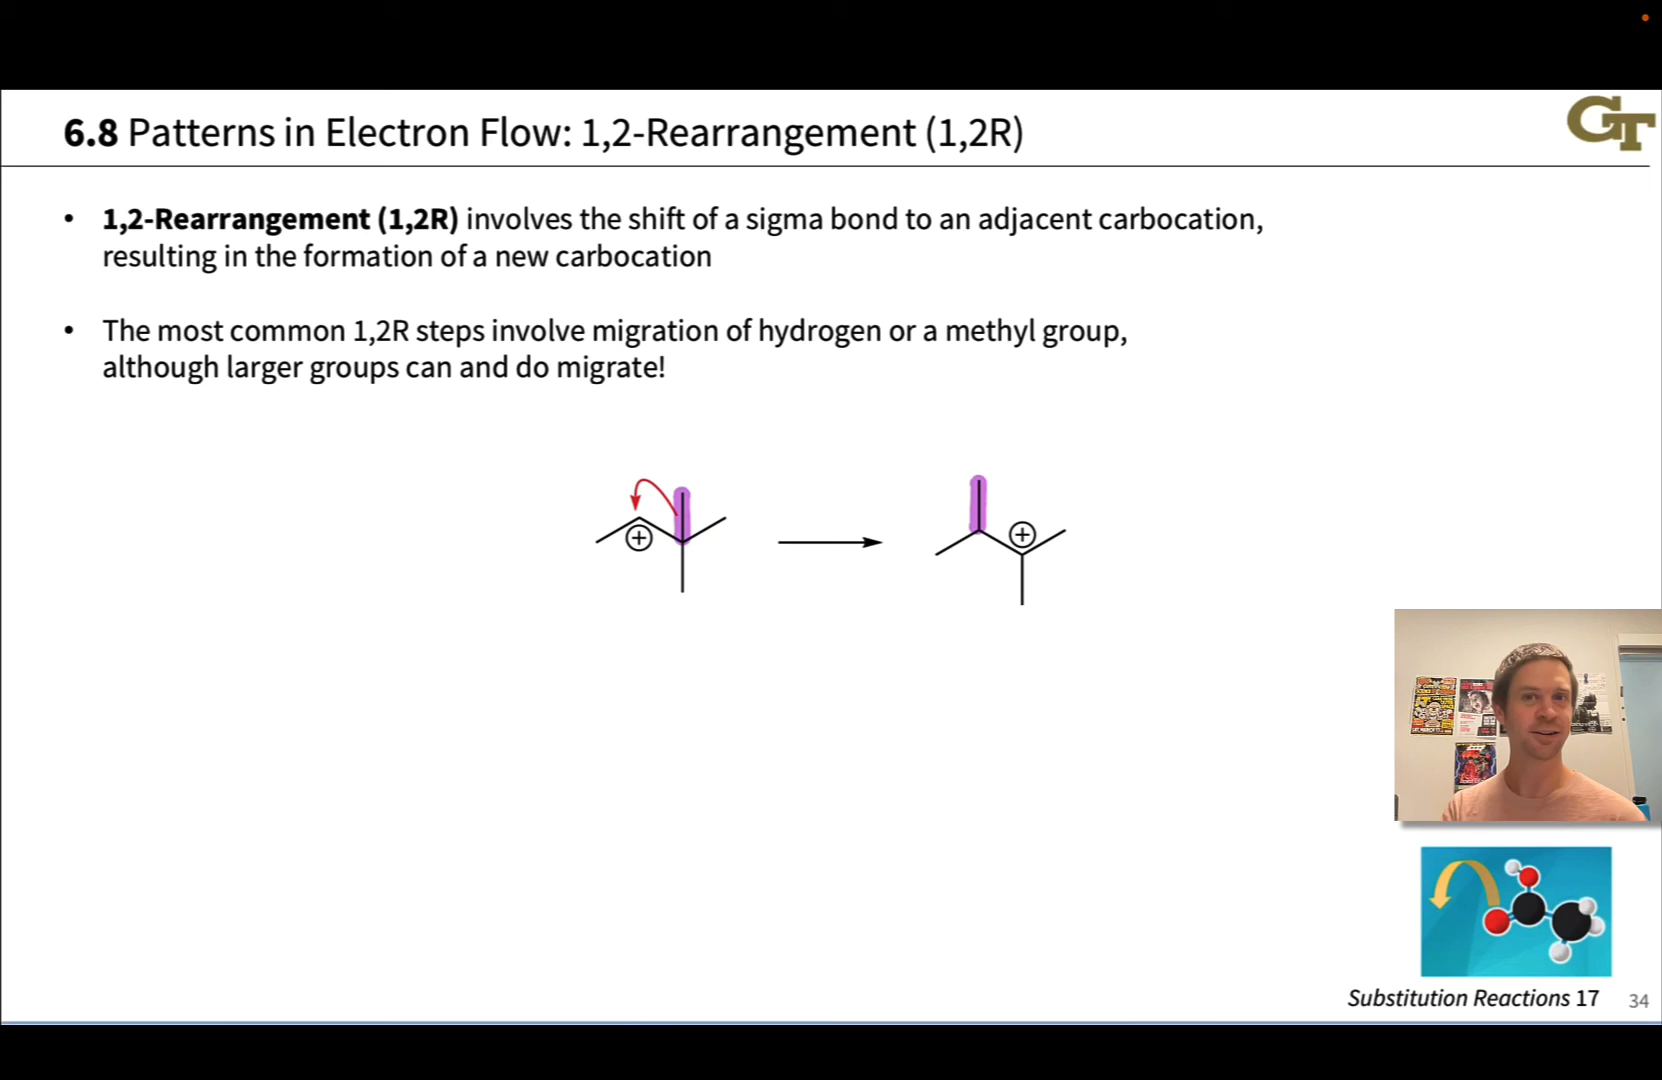 GT
6.8 Patterns in Electron Flow: 1,2-Rearrangement (1,2R)
• 1,2-Rearrangement (1,2R) involves the shift of a sigma bond to an adjacent carbocation,
resulting in the formation of a new carbocation
• The most common 1,2R steps involve migration of hydrogen or a methyl group,
although larger groups can and do migrate!
+
+
Substitution Reactions 17
34